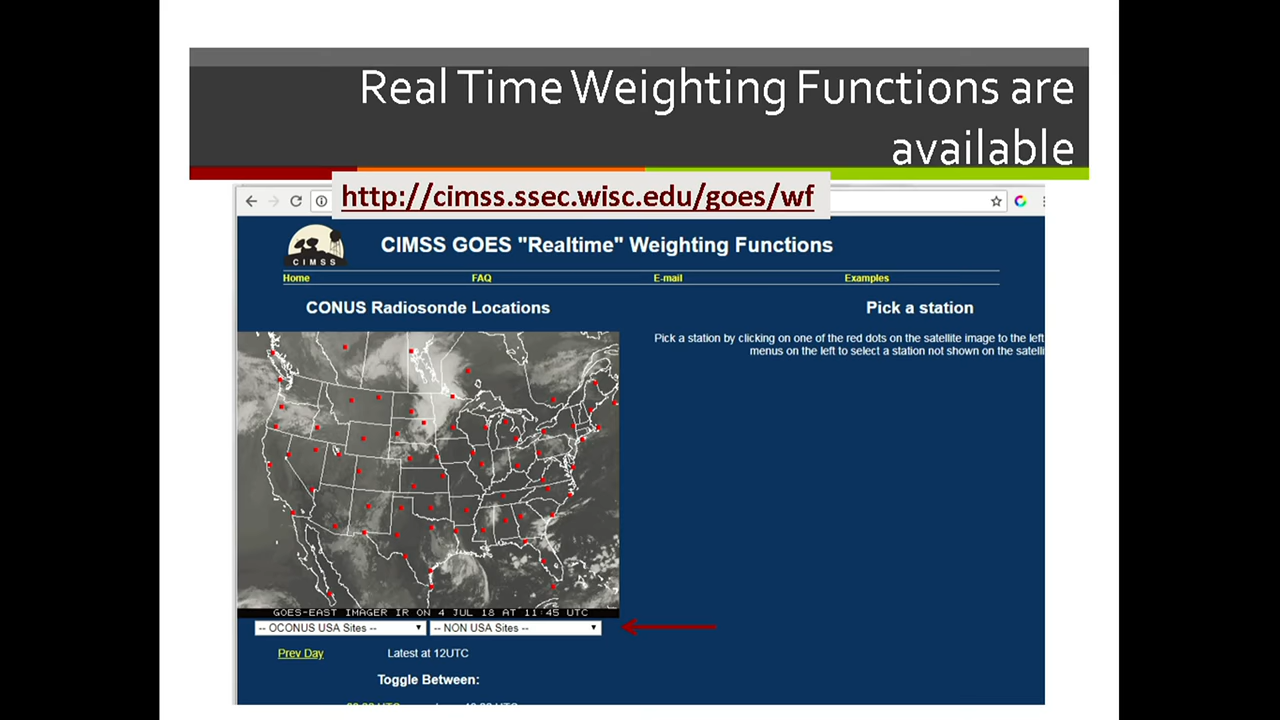 Real Time Weighting Functions are
available
http://cimss.ssec.wisc.edu/goes/wf
CIMSS
CIMSS GOES "Realtime" Weighting Functions
Home FAQ E-mail Examples
CONUS Radiosonde Locations
Pick a station
Pick a station by clicking on one of the red dots on the satellite image to the left
menus on the left to select a station not shown on the satelli
GOES-EAST IMAGER IR ON 4 JUL 18 AT 11:45 UTC
-- OCONUS USA Sites -- -- NON USA Sites --
Prev Day Latest at 12UTC
Toggle Between: